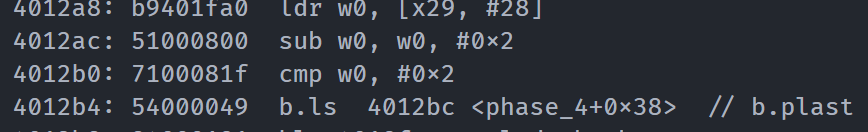 4012a8: b9401fa0 ldr w0, [x29, #28]
4012ac: 51000800 sub w0, w0, #0×2
4012b0: 7100081f cmp w0, #0×2
4012b4: 54000049 b.ls 4012bc <phase_4+0×38> // b.plast